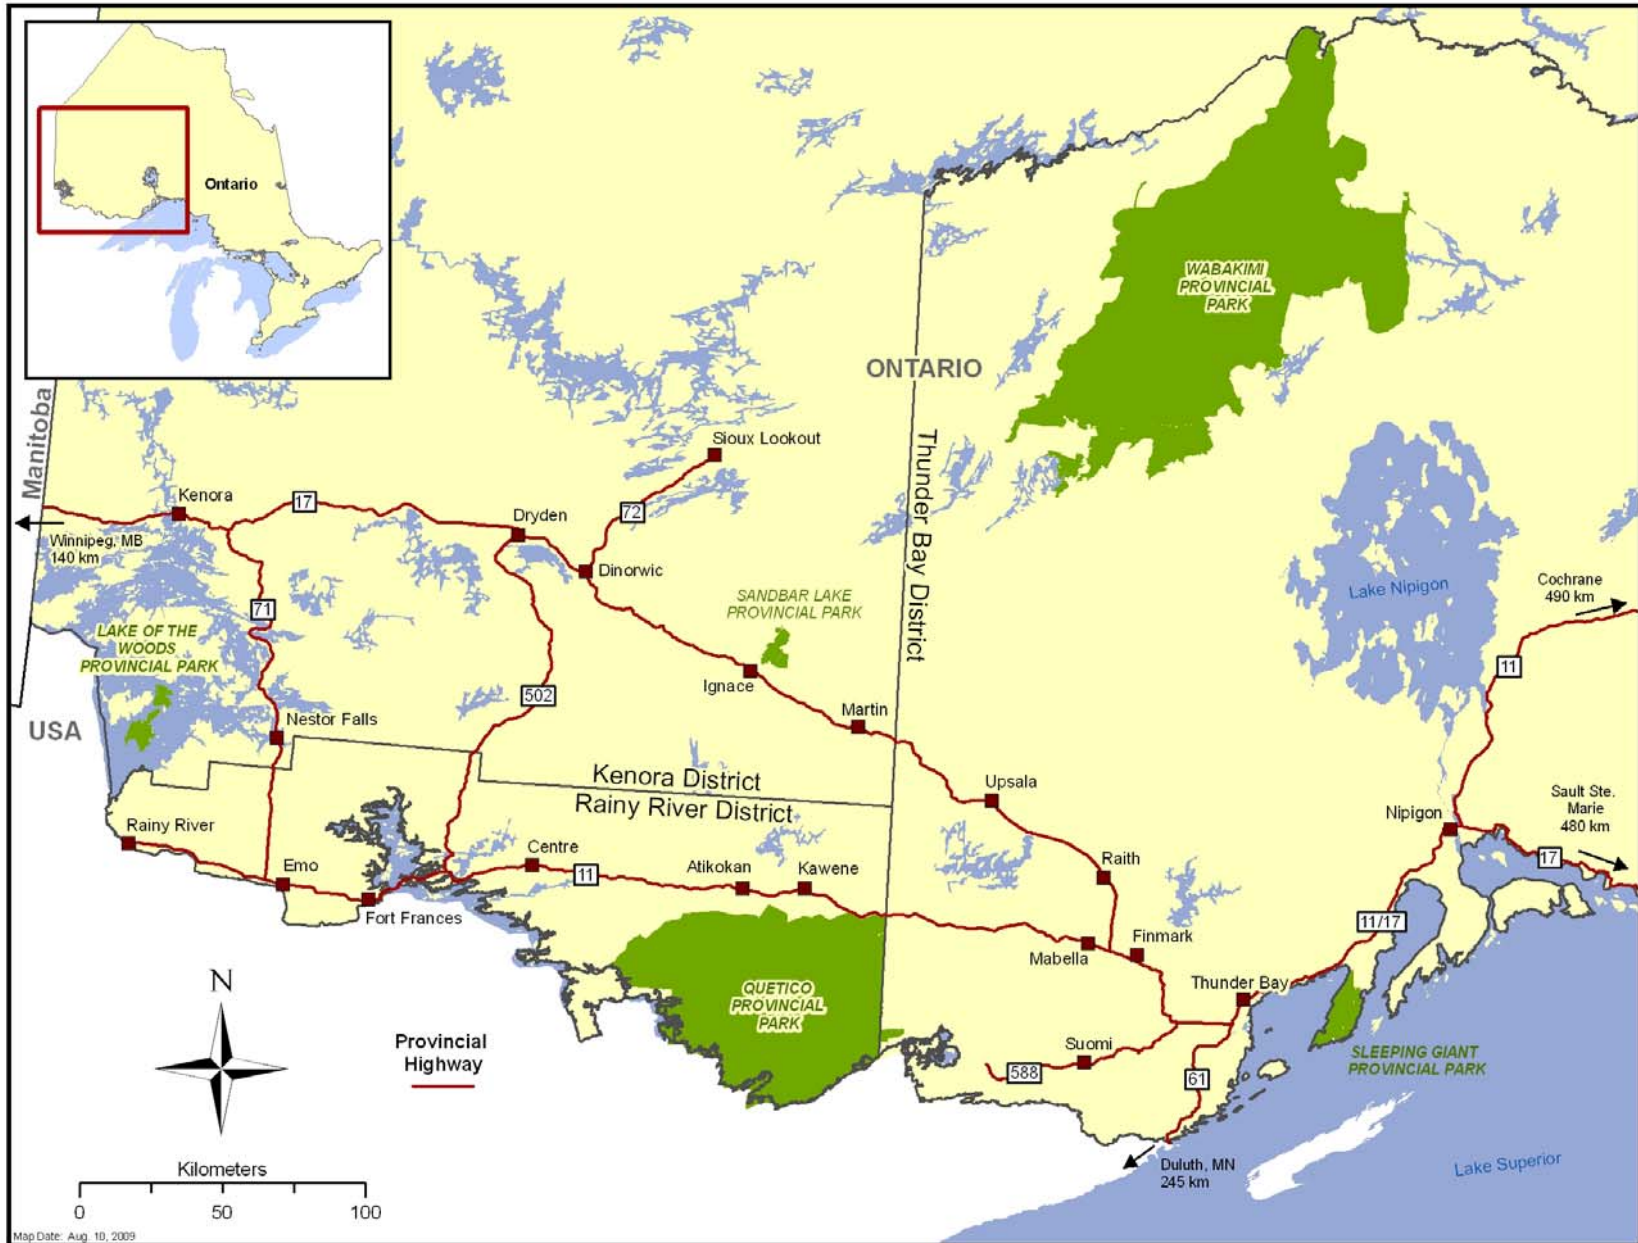 Ontario
Manitoba
USA
ONTARIO
WABAKIMI
PROVINCIAL
PARK
Thunder Bay District
Sioux Lookout
Kenora
17
Dryden
72
Winnipeg, MB
140 km
Dinorwic
SANDBAR LAKE
PROVINCIAL PARK
Lake Nipigon
Cochrane
490 km
71
LAKE OF THE
WOODS
PROVINCIAL PARK
11
502
Ignace
Martin
Nestor Falls
Kenora District
Rainy River District
Upsala
Sault Ste.
Marie
480 km
Nipigon
Rainy River
Centre
17
Emo
11
Atikokan
Kawene
Raith
Fort Frances
11/17
Finmark
Mabella
Thunder Bay
QUETICO
PROVINCIAL
PARK
N
Provincial
Highway
Suomi
588
61
SLEEPING GIANT
PROVINCIAL PARK
Kilometers
0 50 100
Duluth, MN
245 km
Lake Superior
Map Date: Aug. 10, 2009